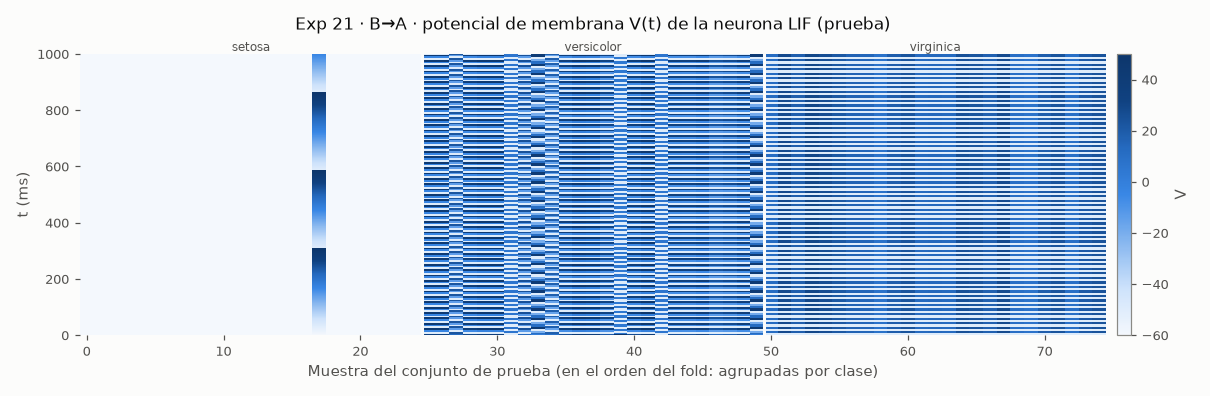 Exp 21 · B→A · potencial de membrana V(t) de la neurona LIF (prueba)
setosa versicolor virginica
1000
800
600
400
200
0
t (ms)
0 10 20 30 40 50 60 70
Muestra del conjunto de prueba (en el orden del fold: agrupadas por clase)
40
20
0
−20
−40
−60
V